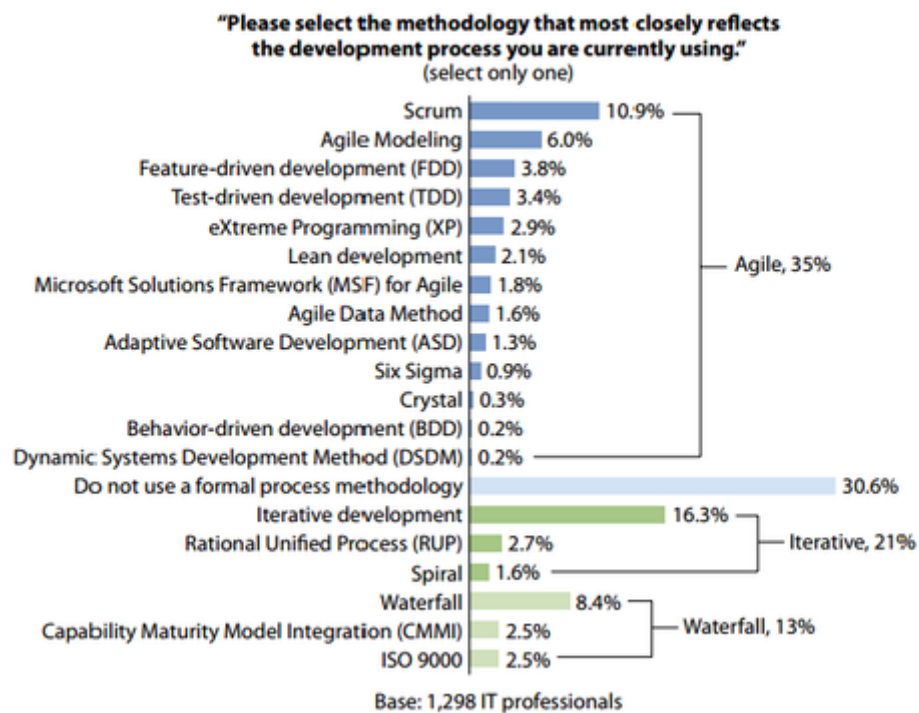 “Please select the methodology that most closely reflects
the development process you are currently using.”
(select only one)
Scrum 10.9%
Agile Modeling 6.0%
Feature-driven development (FDD) 3.8%
Test-driven development (TDD) 3.4%
eXtreme Programming (XP) 2.9%
Lean development 2.1%
Agile, 35%
Microsoft Solutions Framework (MSF) for Agile 1.8%
Agile Data Method 1.6%
Adaptive Software Development (ASD) 1.3%
Six Sigma 0.9%
Crystal 0.3%
Behavior-driven development (BDD) 0.2%
Dynamic Systems Development Method (DSDM) 0.2%
Do not use a formal process methodology 30.6%
Iterative development 16.3%
Rational Unified Process (RUP) 2.7%
Iterative, 21%
Spiral 1.6%
Waterfall 8.4%
Capability Maturity Model Integration (CMMI) 2.5%
Waterfall, 13%
ISO 9000 2.5%
Base: 1,298 IT professionals